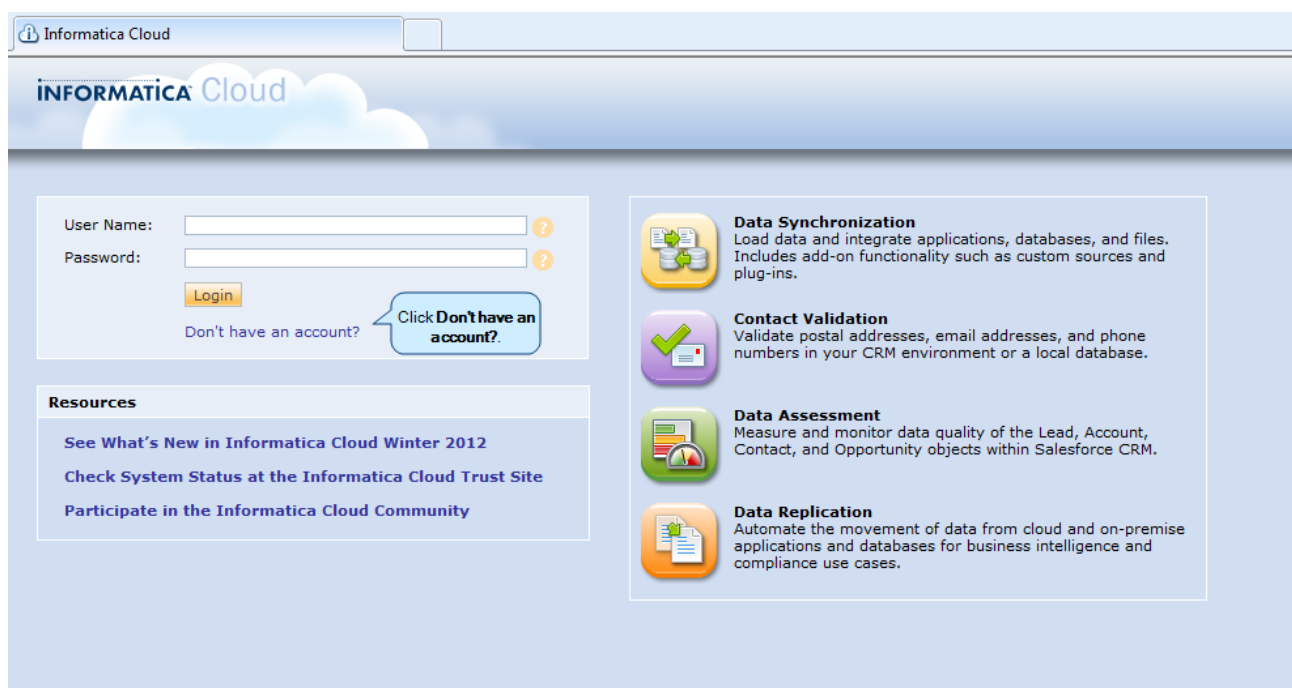 Informatica Cloud
INFORMATICA Cloud
User Name:
Password:
Login
Don't have an account?
Click Don't have an
account?.
Resources
See What's New in Informatica Cloud Winter 2012
Check System Status at the Informatica Cloud Trust Site
Participate in the Informatica Cloud Community
Data Synchronization
Load data and integrate applications, databases, and files.
Includes add-on functionality such as custom sources and
plug-ins.
Contact Validation
Validate postal addresses, email addresses, and phone
numbers in your CRM environment or a local database.
Data Assessment
Measure and monitor data quality of the Lead, Account,
Contact, and Opportunity objects within Salesforce CRM.
Data Replication
Automate the movement of data from cloud and on-premise
applications and databases for business intelligence and
compliance use cases.